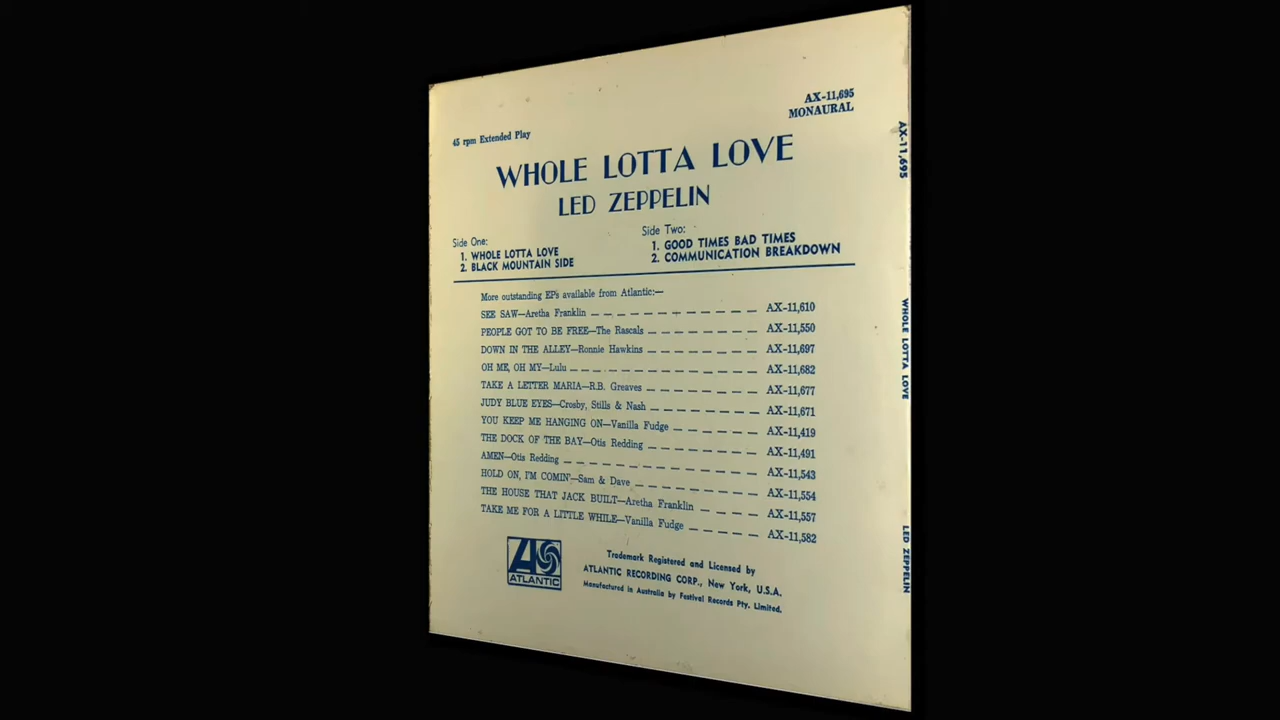 AX-11,695
MONAURAL
45 rpm Extended Play
WHOLE LOTTA LOVE
LED ZEPPELIN
Side One:
1. WHOLE LOTTA LOVE
2. BLACK MOUNTAIN SIDE
Side Two:
1. GOOD TIMES BAD TIMES
2. COMMUNICATION BREAKDOWN
More outstanding EP's available from Atlantic:—
SEE SAW—Aretha Franklin AX-11,610
PEOPLE GOT TO BE FREE—The Rascals AX-11,550
DOWN IN THE ALLEY—Ronnie Hawkins AX-11,697
OH ME, OH MY—Lulu AX-11,682
TAKE A LETTER MARIA—R.B. Greaves AX-11,677
JUDY BLUE EYES—Crosby, Stills & Nash AX-11,671
YOU KEEP ME HANGING ON—Vanilla Fudge AX-11,419
THE DOCK OF THE BAY—Otis Redding AX-11,491
AMEN—Otis Redding AX-11,543
HOLD ON, I'M COMIN'—Sam & Dave AX-11,554
THE HOUSE THAT JACK BUILT—Aretha Franklin AX-11,557
TAKE ME FOR A LITTLE WHILE—Vanilla Fudge AX-11,582
ATLANTIC
Trademark Registered and Licensed by
ATLANTIC RECORDING CORP., New York, U.S.A.
Manufactured in Australia by Festival Records Pty. Limited.
AX-11,695
WHOLE LOTTA LOVE
LED ZEPPELIN